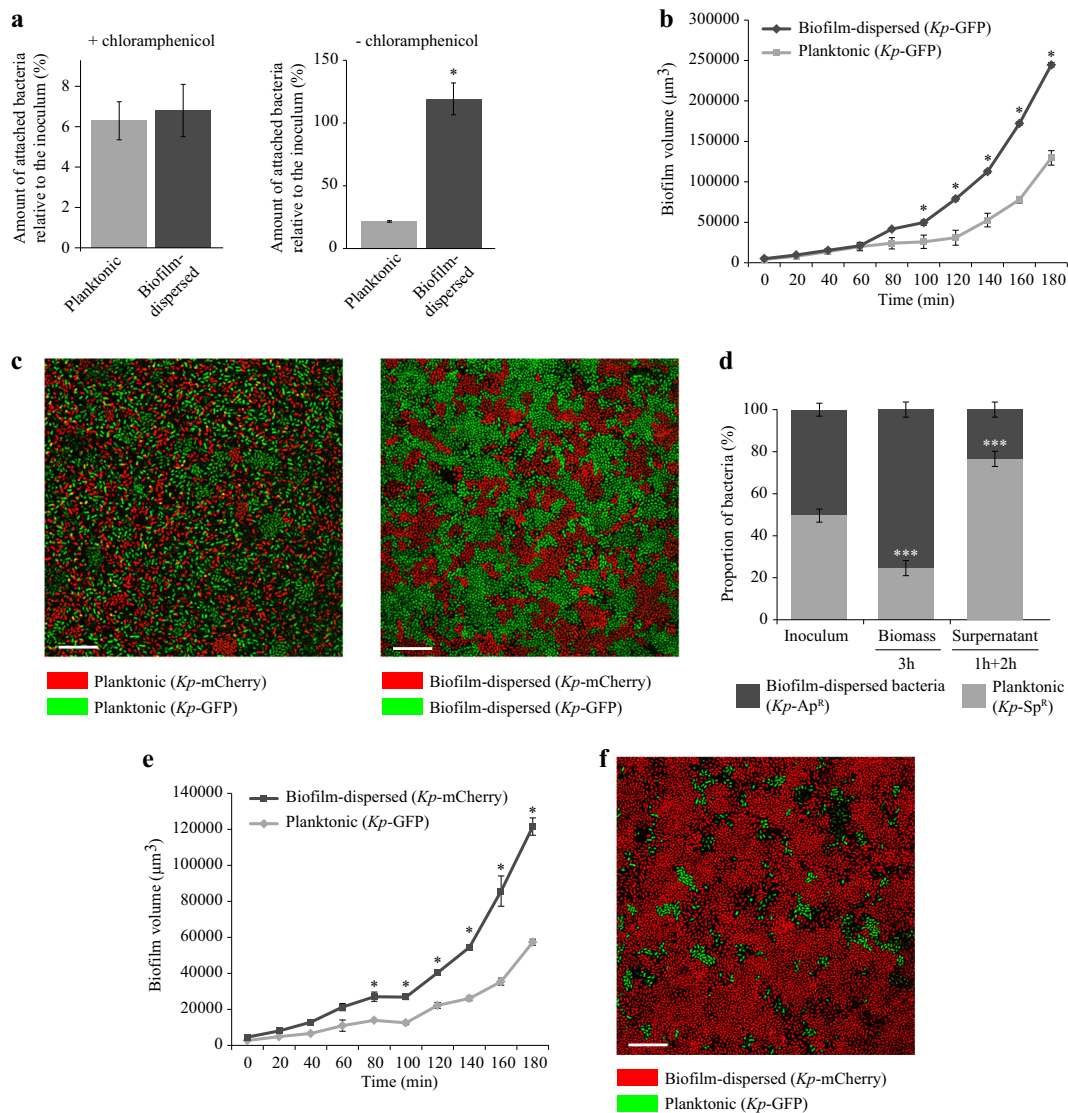 a
+ chloramphenicol
Amount of attached bacteria
relative to the inoculum (%)
8
6
4
2
0
Planktonic
Biofilm-
dispersed
- chloramphenicol
Amount of attached bacteria
relative to the inoculum (%)
150
100
50
0
*
Planktonic
Biofilm-
dispersed
b
Biofilm volume (µm³)
300000
250000
200000
150000
100000
50000
0
Biofilm-dispersed (Kp-GFP)
Planktonic (Kp-GFP)
* * * * *
0 20 40 60 80 100 120 140 160 180
Time (min)
c
Planktonic (Kp-mCherry)
Planktonic (Kp-GFP)
Biofilm-dispersed (Kp-mCherry)
Biofilm-dispersed (Kp-GFP)
d
Proportion of bacteria (%)
100
80
60
40
20
0
***
***
Inoculum Biomass Surpernatant
3h 1h+2h
Biofilm-dispersed bacteria
(Kp-Apᴿ)
Planktonic
(Kp-Spᴿ)
e
Biofilm volume (µm³)
140000
120000
100000
80000
60000
40000
20000
0
Biofilm-dispersed (Kp-mCherry)
Planktonic (Kp-GFP)
* * * * * *
0 20 40 60 80 100 120 140 160 180
Time (min)
f
Biofilm-dispersed (Kp-mCherry)
Planktonic (Kp-GFP)